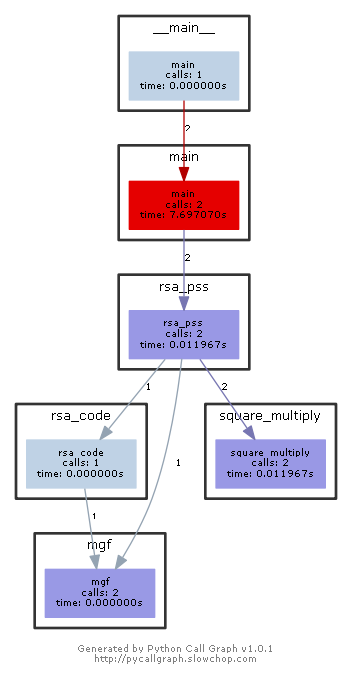 __main__
main
calls: 1
time: 0.000000s
2
main
main
calls: 2
time: 7.697070s
2
rsa_pss
rsa_pss
calls: 2
time: 0.011967s
1
2
rsa_code
square_multiply
rsa_code
calls: 1
time: 0.000000s
square_multiply
calls: 2
time: 0.011967s
1
1
mgf
mgf
calls: 2
time: 0.000000s
Generated by Python Call Graph v1.0.1
http://pycallgraph.slowchop.com